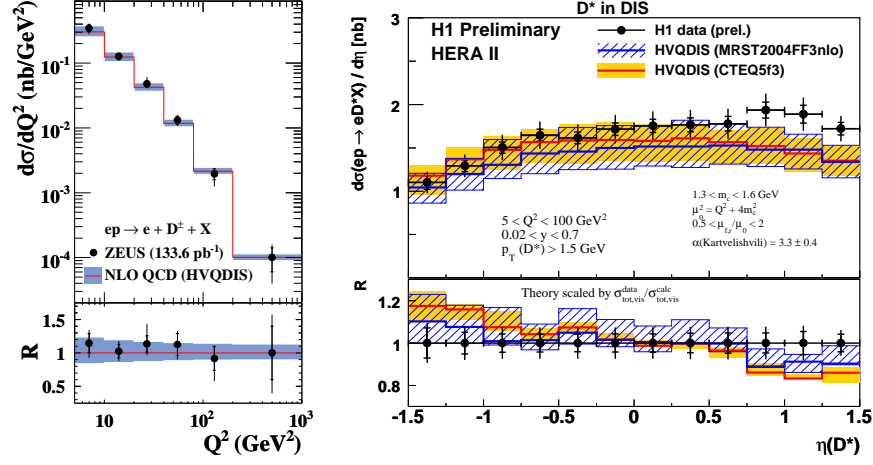 dσ/dQ² (nb/GeV²)
10⁻¹
10⁻²
10⁻³
10⁻⁴
ep → e + D± + X
ZEUS (133.6 pb⁻¹)
NLO QCD (HVQDIS)
R
1.5
1
0.5
10
10²
10³
Q² (GeV²)
D* in DIS
dσ(ep → eD*X) / dη [nb]
3
2
1
H1 Preliminary
HERA II
H1 data (prel.)
HVQDIS (MRST2004FF3nlo)
HVQDIS (CTEQ5f3)
5 < Q² < 100 GeV²
0.02 < y < 0.7
p_T (D*) > 1.5 GeV
1.3 < m_c < 1.6 GeV
μ₀² = Q² + 4m_c²
0.5 < μ_f,r/μ₀ < 2
α(Kartvelishvili) = 3.3 ± 0.4
R
Theory scaled by σ^data_tot,vis/σ^calc_tot,vis
1.2
1
0.8
-1.5
-1
-0.5
0
0.5
1
1.5
η(D*)